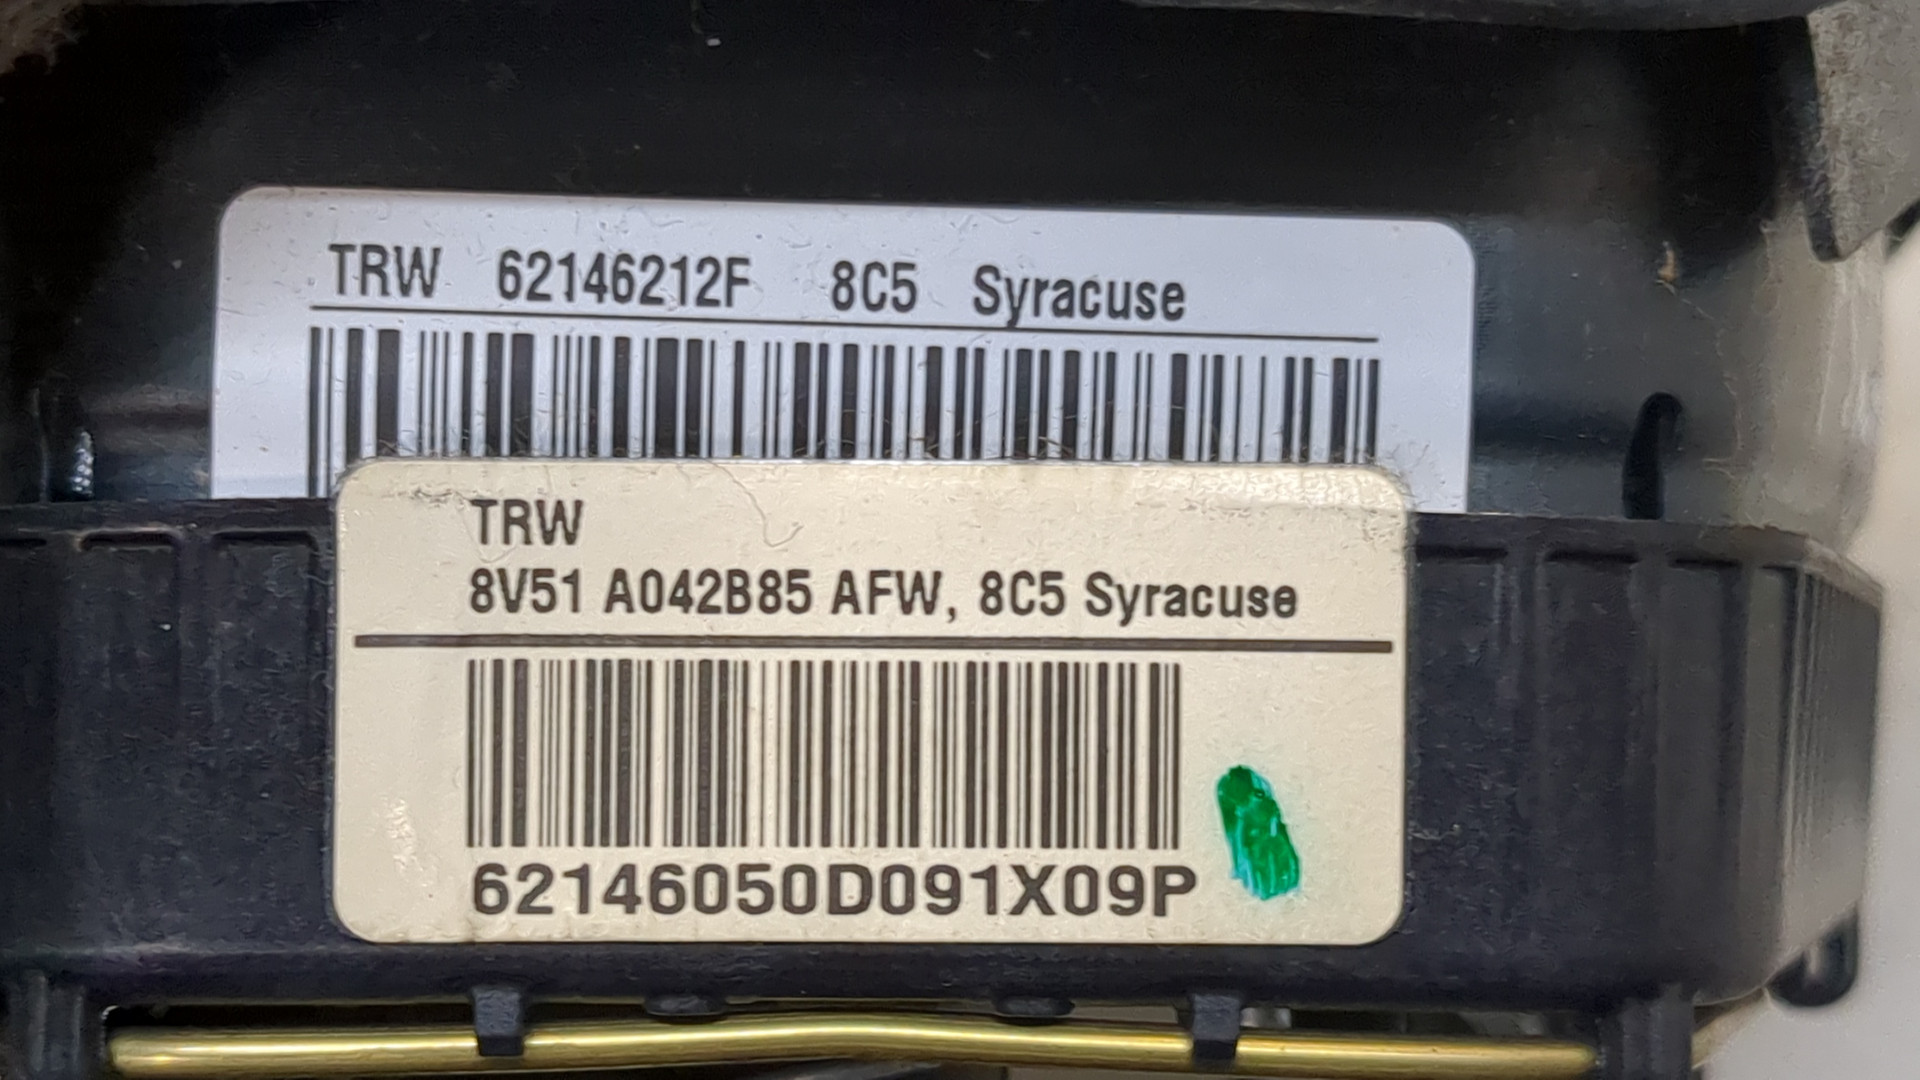 TRW 62146212F 8C5 Syracuse
TRW
8V51 A042B85 AFW, 8C5 Syracuse
62146050D091X09P